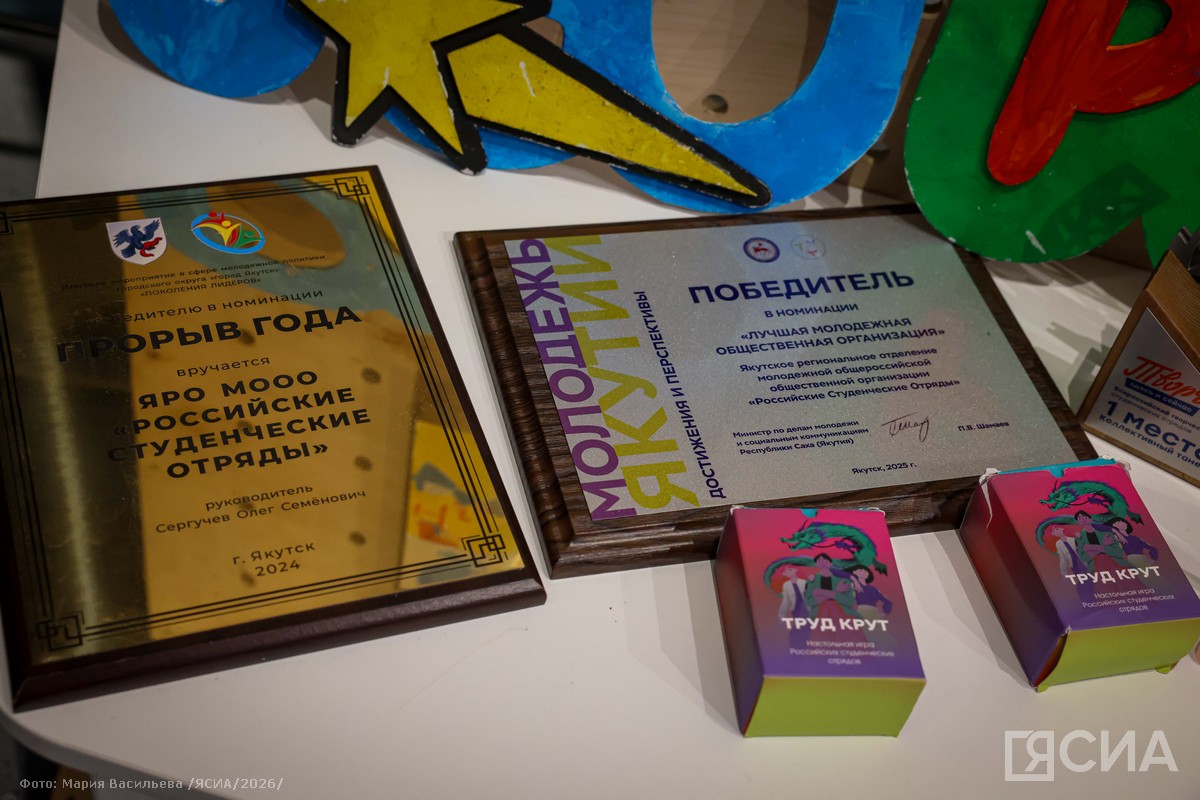 Итоговое мероприятие в сфере молодежной политики
городского округа «город Якутск»
«ПОКОЛЕНИЯ ЛИДЕРОВ»
победителю в номинации
ПРОРЫВ ГОДА
вручается
ЯРО МООО
«РОССИЙСКИЕ
СТУДЕНЧЕСКИЕ
ОТРЯДЫ»
руководитель
Сергучев Олег Семёнович
г. Якутск
2024
МОЛОДЕЖЬ
ЯКУТИИ
ДОСТИЖЕНИЯ И ПЕРСПЕКТИВЫ
ПОБЕДИТЕЛЬ
В НОМИНАЦИИ
«ЛУЧШАЯ МОЛОДЕЖНАЯ
ОБЩЕСТВЕННАЯ ОРГАНИЗАЦИЯ»
Якутское региональное отделение
молодежной общероссийской
общественной организации
«Российские Студенческие Отряды»
Министр по делам молодежи
и социальным коммуникациям
Республики Саха (Якутия)
П.В. Шамаев
Якутск, 2025 г.
1 место
ТРУД КРУТ
Настольная игра
Российских студенческих
отрядов
ТРУД КРУТ
Настольная игра
Российских студенческих
отрядов
ЯСИА
Фото: Мария Васильева /ЯСИА/2026/